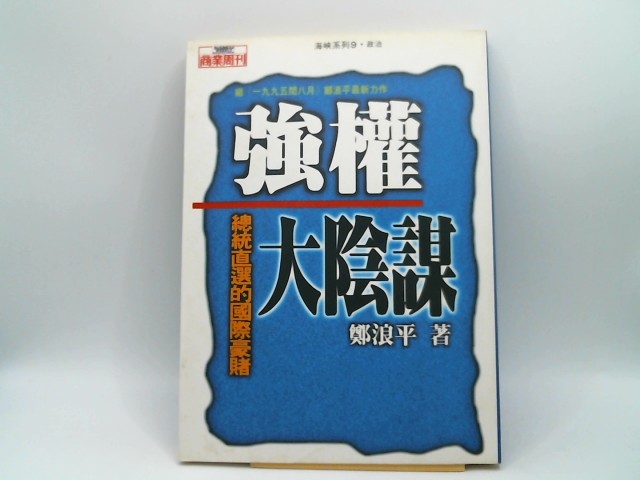 商業周刊
海峽系列9・政治
繼〈一九九五閏八月〉鄭浪平最新力作
強權
大陰謀
總統直選的國際豪賭
鄭浪平 著